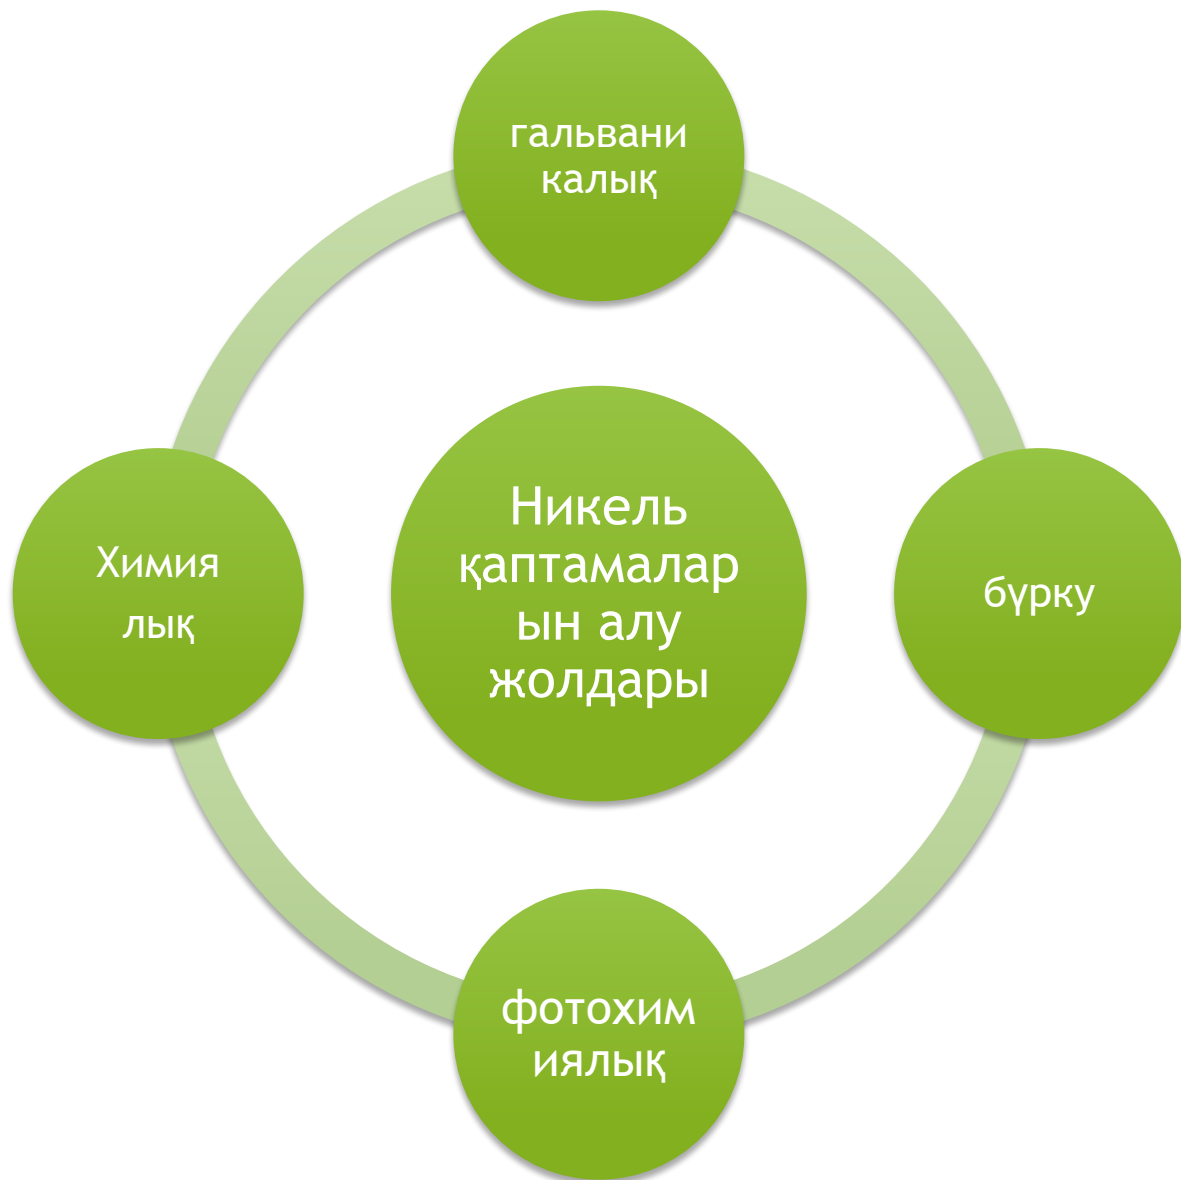 гальвани
калық
Никель
қаптамалар
ын алу
жолдары
Химия
лық
бүрку
фотохим
иялық